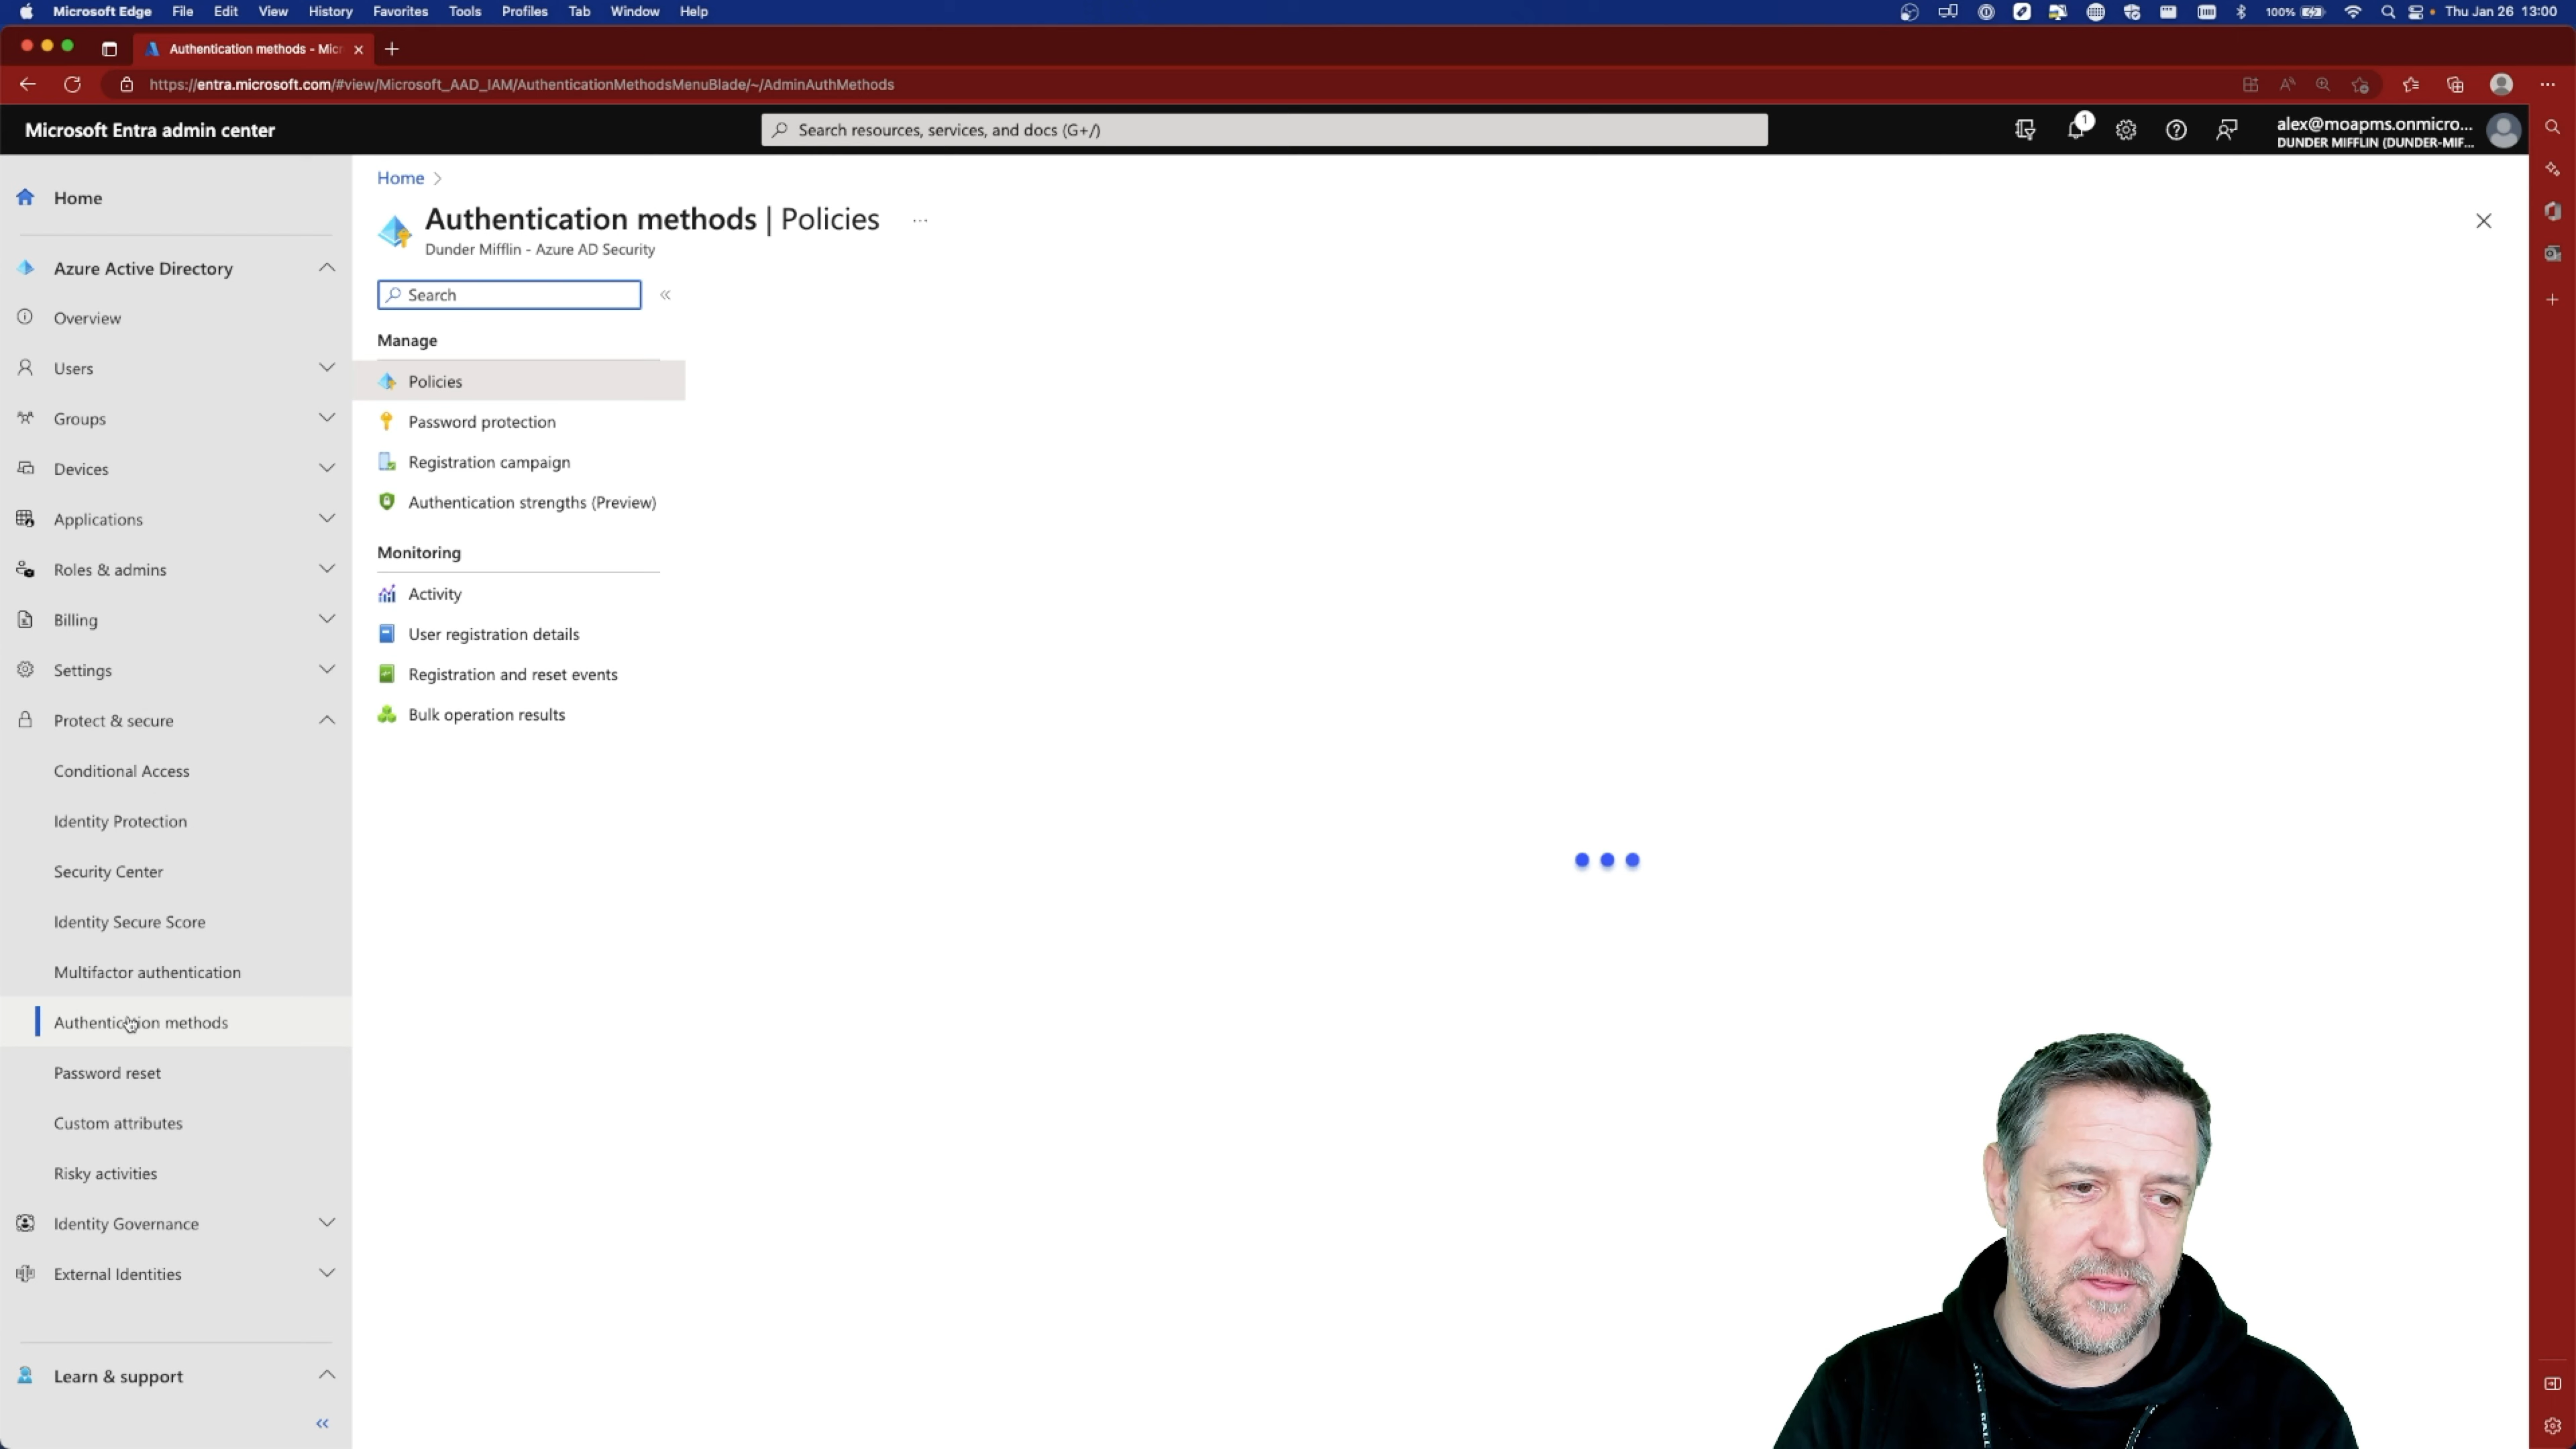 Microsoft Edge File Edit View History Favorites Tools Profiles Tab Window Help 100% Thu Jan 26 13:00
Authentication methods - Micr
https://entra.microsoft.com/#view/Microsoft_AAD_IAM/AuthenticationMethodsMenuBlade/~/AdminAuthMethods
Microsoft Entra admin center
Search resources, services, and docs (G+/)
1
alex@moapms.onmicro...
DUNDER MIFFLIN (DUNDER-MIF...
Home
Azure Active Directory
Overview
Users
Groups
Devices
Applications
Roles & admins
Billing
Settings
Protect & secure
Conditional Access
Identity Protection
Security Center
Identity Secure Score
Multifactor authentication
Authentication methods
Password reset
Custom attributes
Risky activities
Identity Governance
External Identities
Learn & support
Home
Authentication methods | Policies
Dunder Mifflin - Azure AD Security
Search
Manage
Policies
Password protection
Registration campaign
Authentication strengths (Preview)
Monitoring
Activity
User registration details
Registration and reset events
Bulk operation results